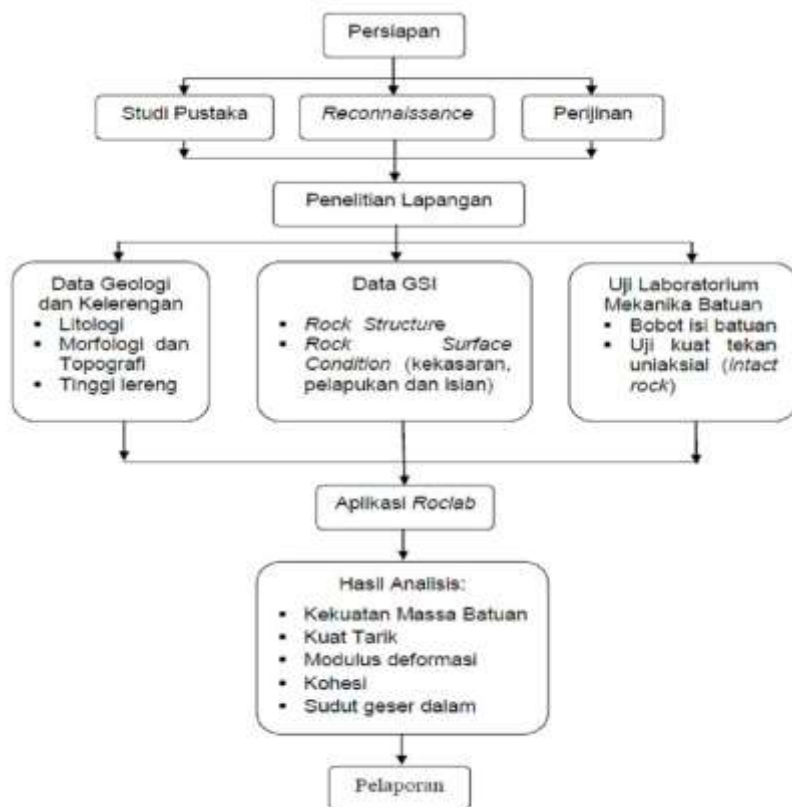 Persiapan
Studi Pustaka
Reconnaissance
Perijinan
Penelitian Lapangan
Data Geologi
dan Kelerengan
▪ Litologi
▪ Morfologi dan
Topografi
▪ Tinggi lereng
Data GSI
▪ Rock Structure
▪ Rock Surface
Condition (kekasaran,
pelapukan dan isian)
Uji Laboratorium
Mekanika Batuan
▪ Bobot isi batuan
▪ Uji kuat tekan
uniaksial (intact
rock)
Aplikasi Roclab
Hasil Analisis:
▪ Kekuatan Massa Batuan
▪ Kuat Tarik
▪ Modulus deformasi
▪ Kohesi
▪ Sudut geser dalam
Pelaporan